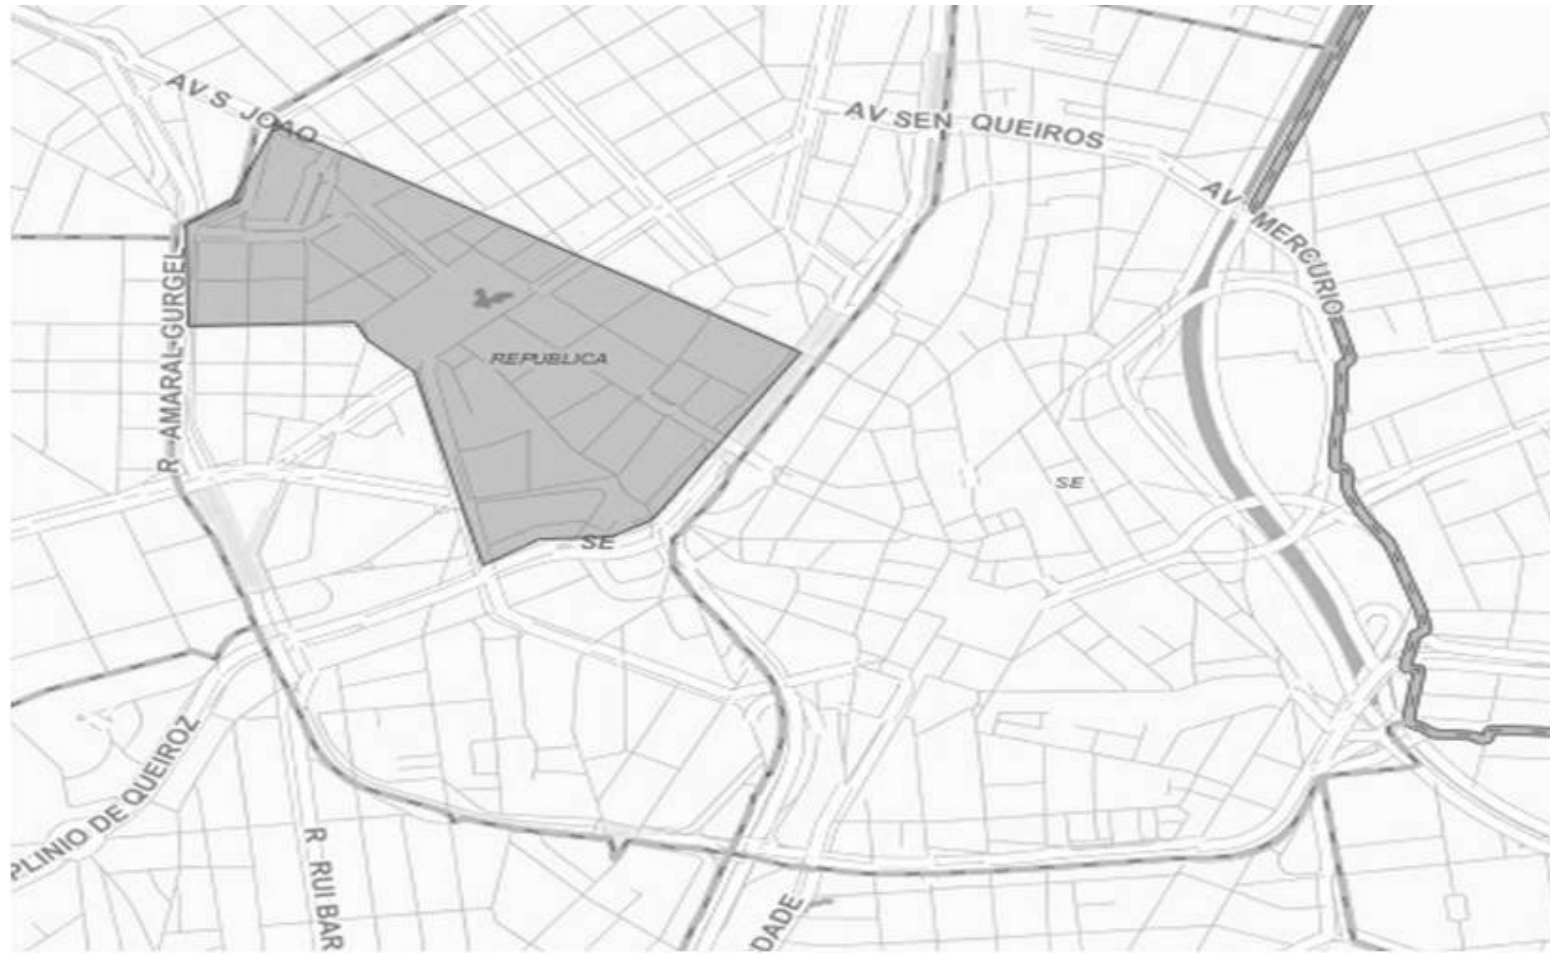 AV S JOAO
AV SEN QUEIROS
AV MERCURIO
R AMARAL GURGEL
REPUBLICA
SE
SE
PLINIO DE QUEIROZ
R RUI BAR
DADE